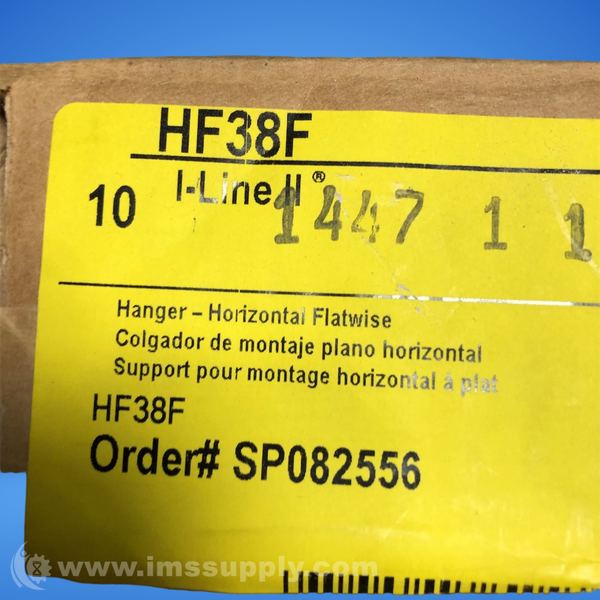 HF38F
I-Line II®
10
1447 1 1
Hanger – Horizontal Flatwise
Colgador de montaje plano horizontal
Support pour montage horizontal à plat
HF38F
Order# SP082556
www.imssupply.com